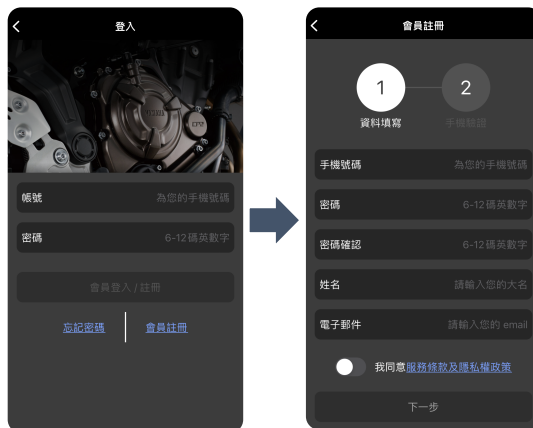 登入
帳號 為您的手機號碼
密碼 6-12碼英數字
會員登入 / 註冊
忘記密碼 會員註冊
會員註冊
1 2
資料填寫 手機驗證
手機號碼 為您的手機號碼
密碼 6-12碼英數字
密碼確認 6-12碼英數字
姓名 請輸入您的大名
電子郵件 請輸入您的 email
我同意服務條款及隱私權政策
下一步